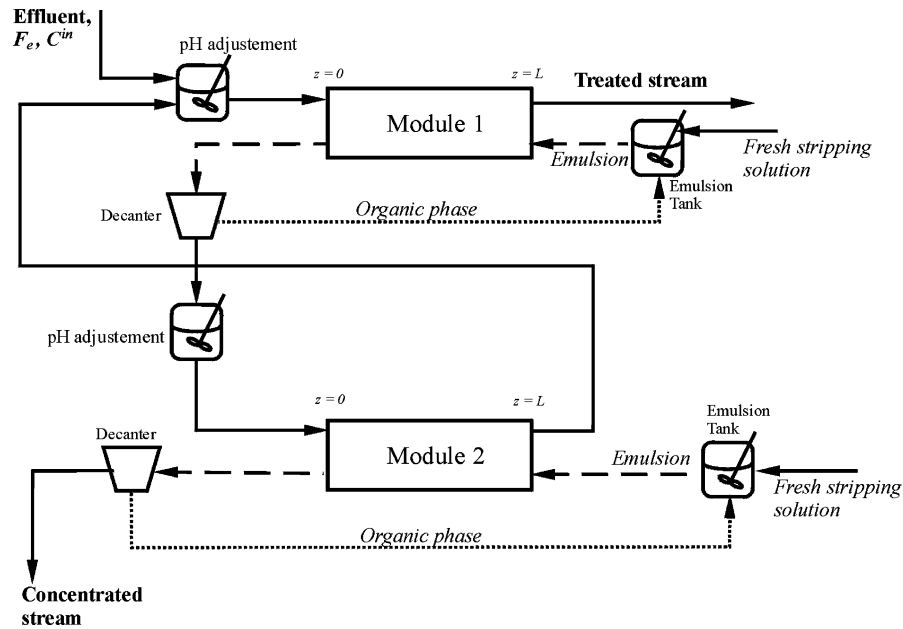 Effluent,
Fe, Cin
pH adjustement
z = 0
z = L
Treated stream
Module 1
Emulsion
Fresh stripping
solution
Emulsion
Tank
Decanter
Organic phase
pH adjustement
z = 0
z = L
Emulsion
Tank
Decanter
Module 2
Emulsion
Fresh stripping
solution
Organic phase
Concentrated
stream